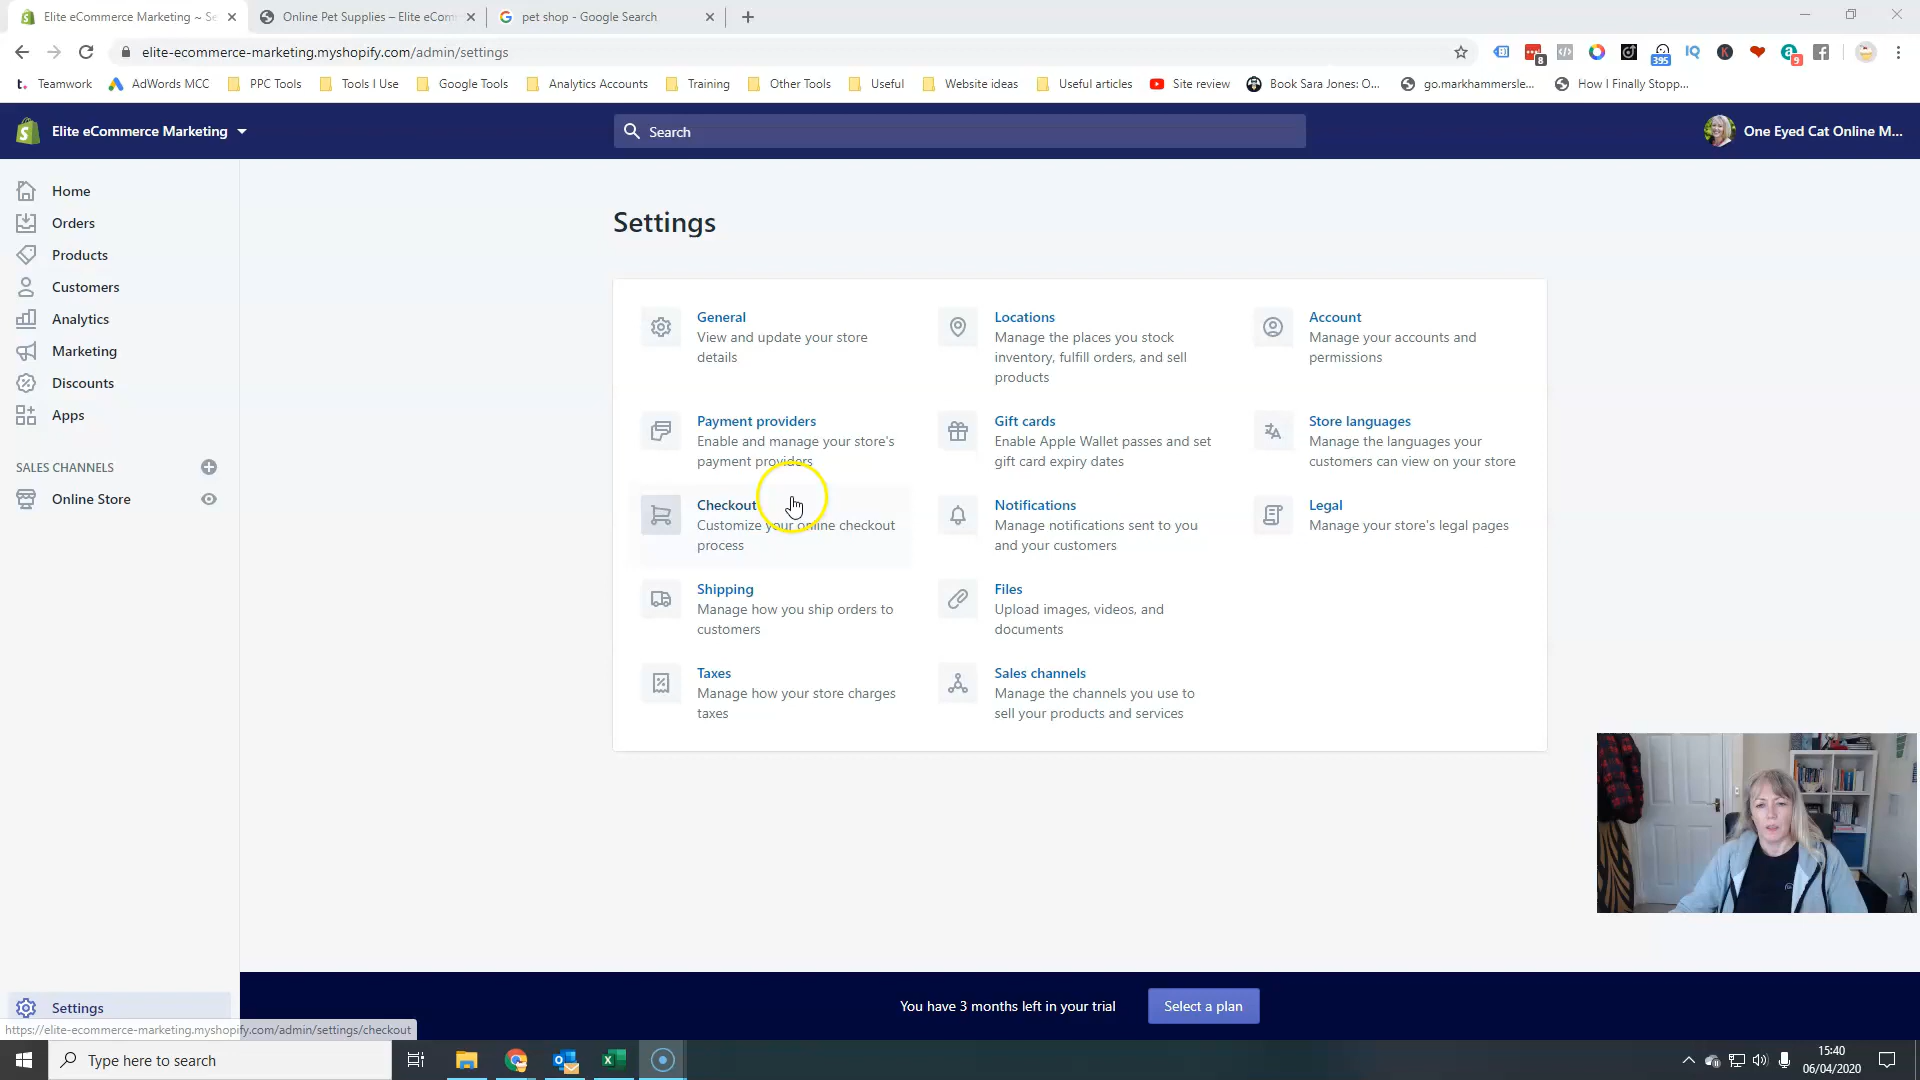 Elite eCommerce Marketing ~ Se
Online Pet Supplies – Elite eCom
pet shop - Google Search
elite-ecommerce-marketing.myshopify.com/admin/settings
8
395
IQ
K
a
9
Teamwork
AdWords MCC
PPC Tools
Tools I Use
Google Tools
Analytics Accounts
Training
Other Tools
Useful
Website ideas
Useful articles
Site review
Book Sara Jones: O...
go.markhammersle...
How I Finally Stopp...
Elite eCommerce Marketing
Search
One Eyed Cat Online M...
Home
Orders
Products
Customers
Analytics
Marketing
Discounts
Apps
SALES CHANNELS
Online Store
Settings
https://elite-ecommerce-marketing.myshopify.com/admin/settings/checkout
Settings
General
View and update your store
details
Locations
Manage the places you stock
inventory, fulfill orders, and sell
products
Account
Manage your accounts and
permissions
Payment providers
Enable and manage your store's
payment providers
Gift cards
Enable Apple Wallet passes and set
gift card expiry dates
Store languages
Manage the languages your
customers can view on your store
Checkout
Customize your online checkout
process
Notifications
Manage notifications sent to you
and your customers
Legal
Manage your store's legal pages
Shipping
Manage how you ship orders to
customers
Files
Upload images, videos, and
documents
Taxes
Manage how your store charges
taxes
Sales channels
Manage the channels you use to
sell your products and services
You have 3 months left in your trial
Select a plan
Type here to search
15:40
06/04/2020